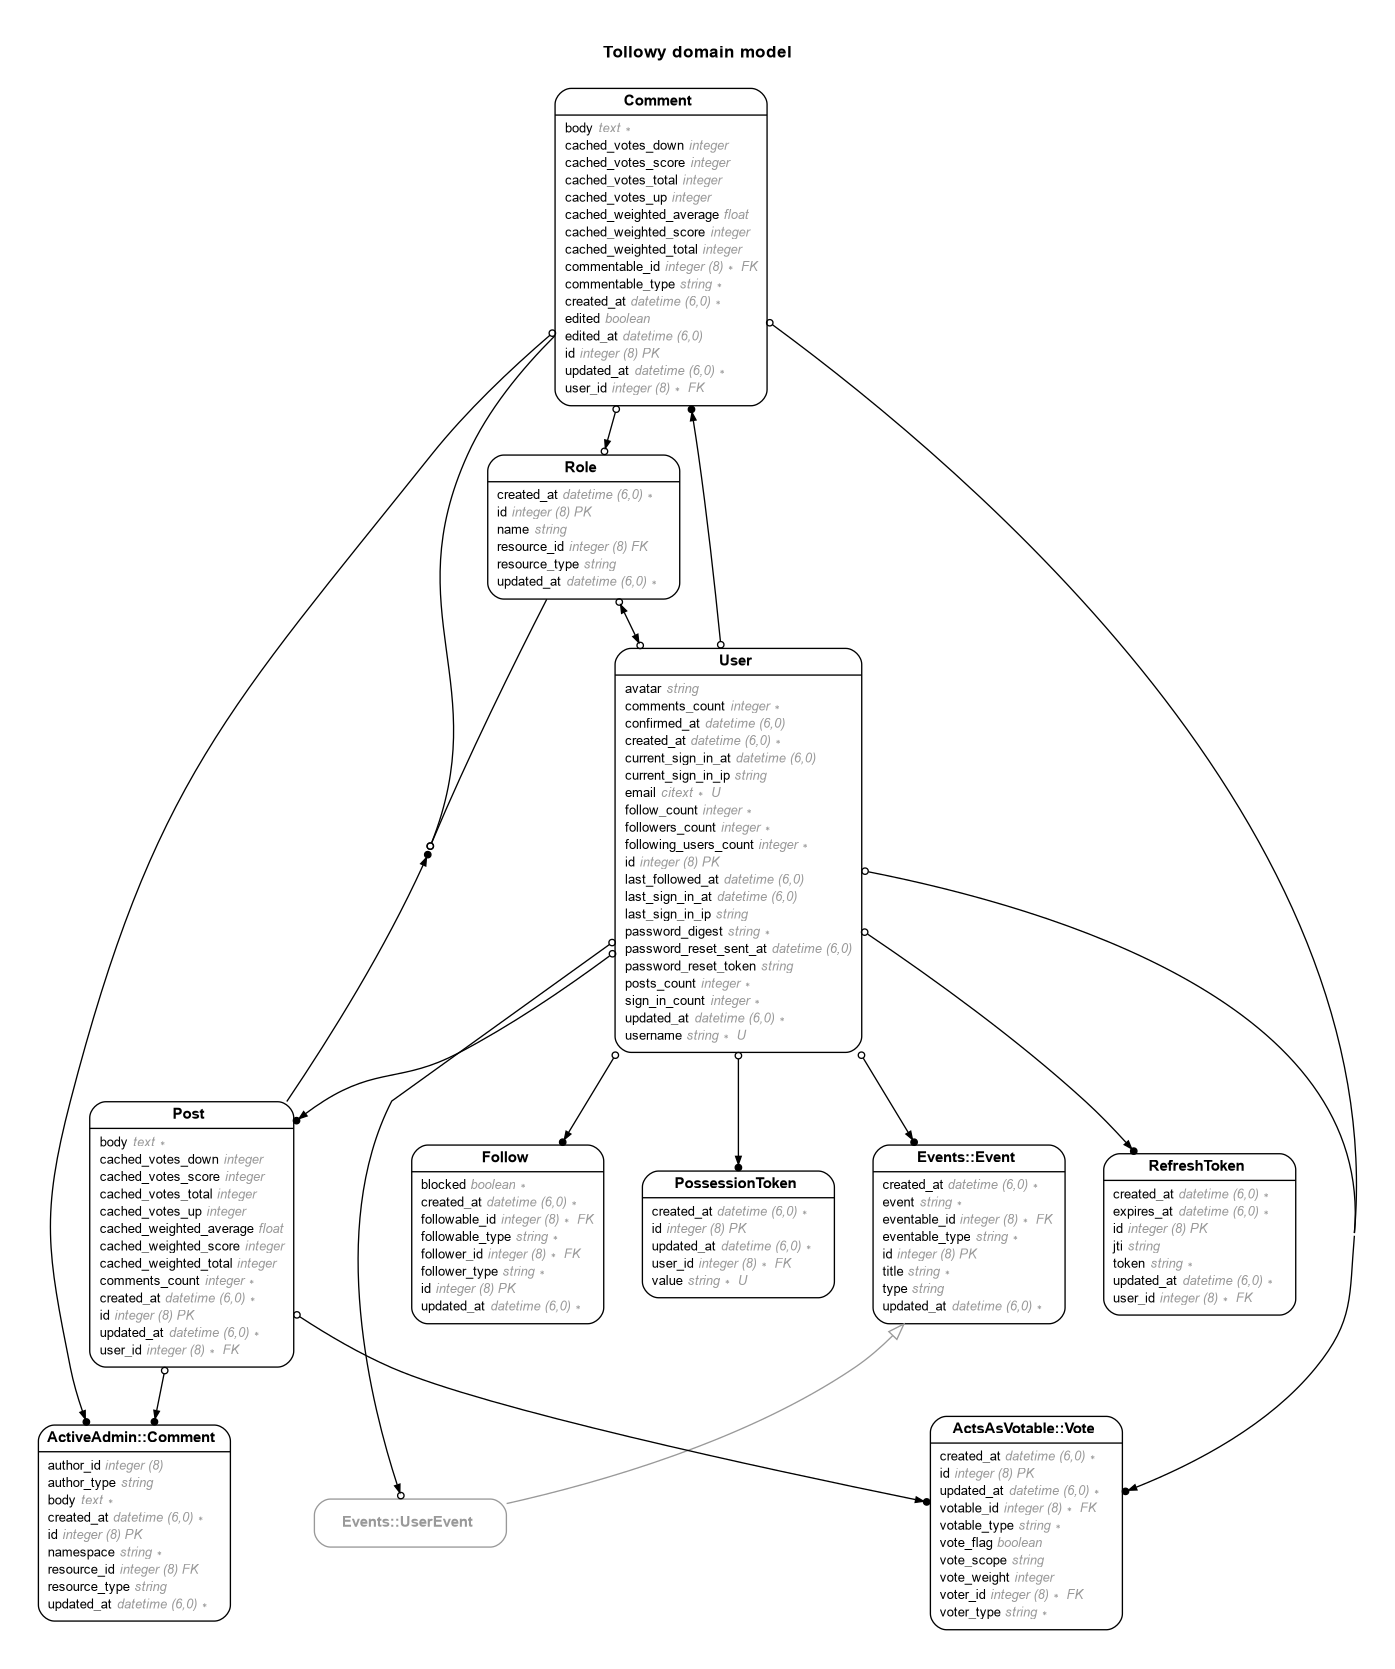 Tollowy domain model
Comment
body text *
cached_votes_down integer
cached_votes_score integer
cached_votes_total integer
cached_votes_up integer
cached_weighted_average float
cached_weighted_score integer
cached_weighted_total integer
commentable_id integer (8) * FK
commentable_type string *
created_at datetime (6,0) *
edited boolean
edited_at datetime (6,0)
id integer (8) PK
updated_at datetime (6,0) *
user_id integer (8) * FK
Role
created_at datetime (6,0) *
id integer (8) PK
name string
resource_id integer (8) FK
resource_type string
updated_at datetime (6,0) *
User
avatar string
comments_count integer *
confirmed_at datetime (6,0)
created_at datetime (6,0) *
current_sign_in_at datetime (6,0)
current_sign_in_ip string
email citext * U
follow_count integer *
followers_count integer *
following_users_count integer *
id integer (8) PK
last_followed_at datetime (6,0)
last_sign_in_at datetime (6,0)
last_sign_in_ip string
password_digest string *
password_reset_sent_at datetime (6,0)
password_reset_token string
posts_count integer *
sign_in_count integer *
updated_at datetime (6,0) *
username string * U
Post
body text *
cached_votes_down integer
cached_votes_score integer
cached_votes_total integer
cached_votes_up integer
cached_weighted_average float
cached_weighted_score integer
cached_weighted_total integer
comments_count integer *
created_at datetime (6,0) *
id integer (8) PK
updated_at datetime (6,0) *
user_id integer (8) * FK
Follow
blocked boolean *
created_at datetime (6,0) *
followable_id integer (8) * FK
followable_type string *
follower_id integer (8) * FK
follower_type string *
id integer (8) PK
updated_at datetime (6,0) *
PossessionToken
created_at datetime (6,0) *
id integer (8) PK
updated_at datetime (6,0) *
user_id integer (8) * FK
value string * U
Events::Event
created_at datetime (6,0) *
event string *
eventable_id integer (8) * FK
eventable_type string *
id integer (8) PK
title string *
type string
updated_at datetime (6,0) *
RefreshToken
created_at datetime (6,0) *
expires_at datetime (6,0) *
id integer (8) PK
jti string
token string *
updated_at datetime (6,0) *
user_id integer (8) * FK
ActiveAdmin::Comment
author_id integer (8)
author_type string
body text *
created_at datetime (6,0) *
id integer (8) PK
namespace string *
resource_id integer (8) FK
resource_type string
updated_at datetime (6,0) *
Events::UserEvent
ActsAsVotable::Vote
created_at datetime (6,0) *
id integer (8) PK
updated_at datetime (6,0) *
votable_id integer (8) * FK
votable_type string *
vote_flag boolean
vote_scope string
vote_weight integer
voter_id integer (8) * FK
voter_type string *